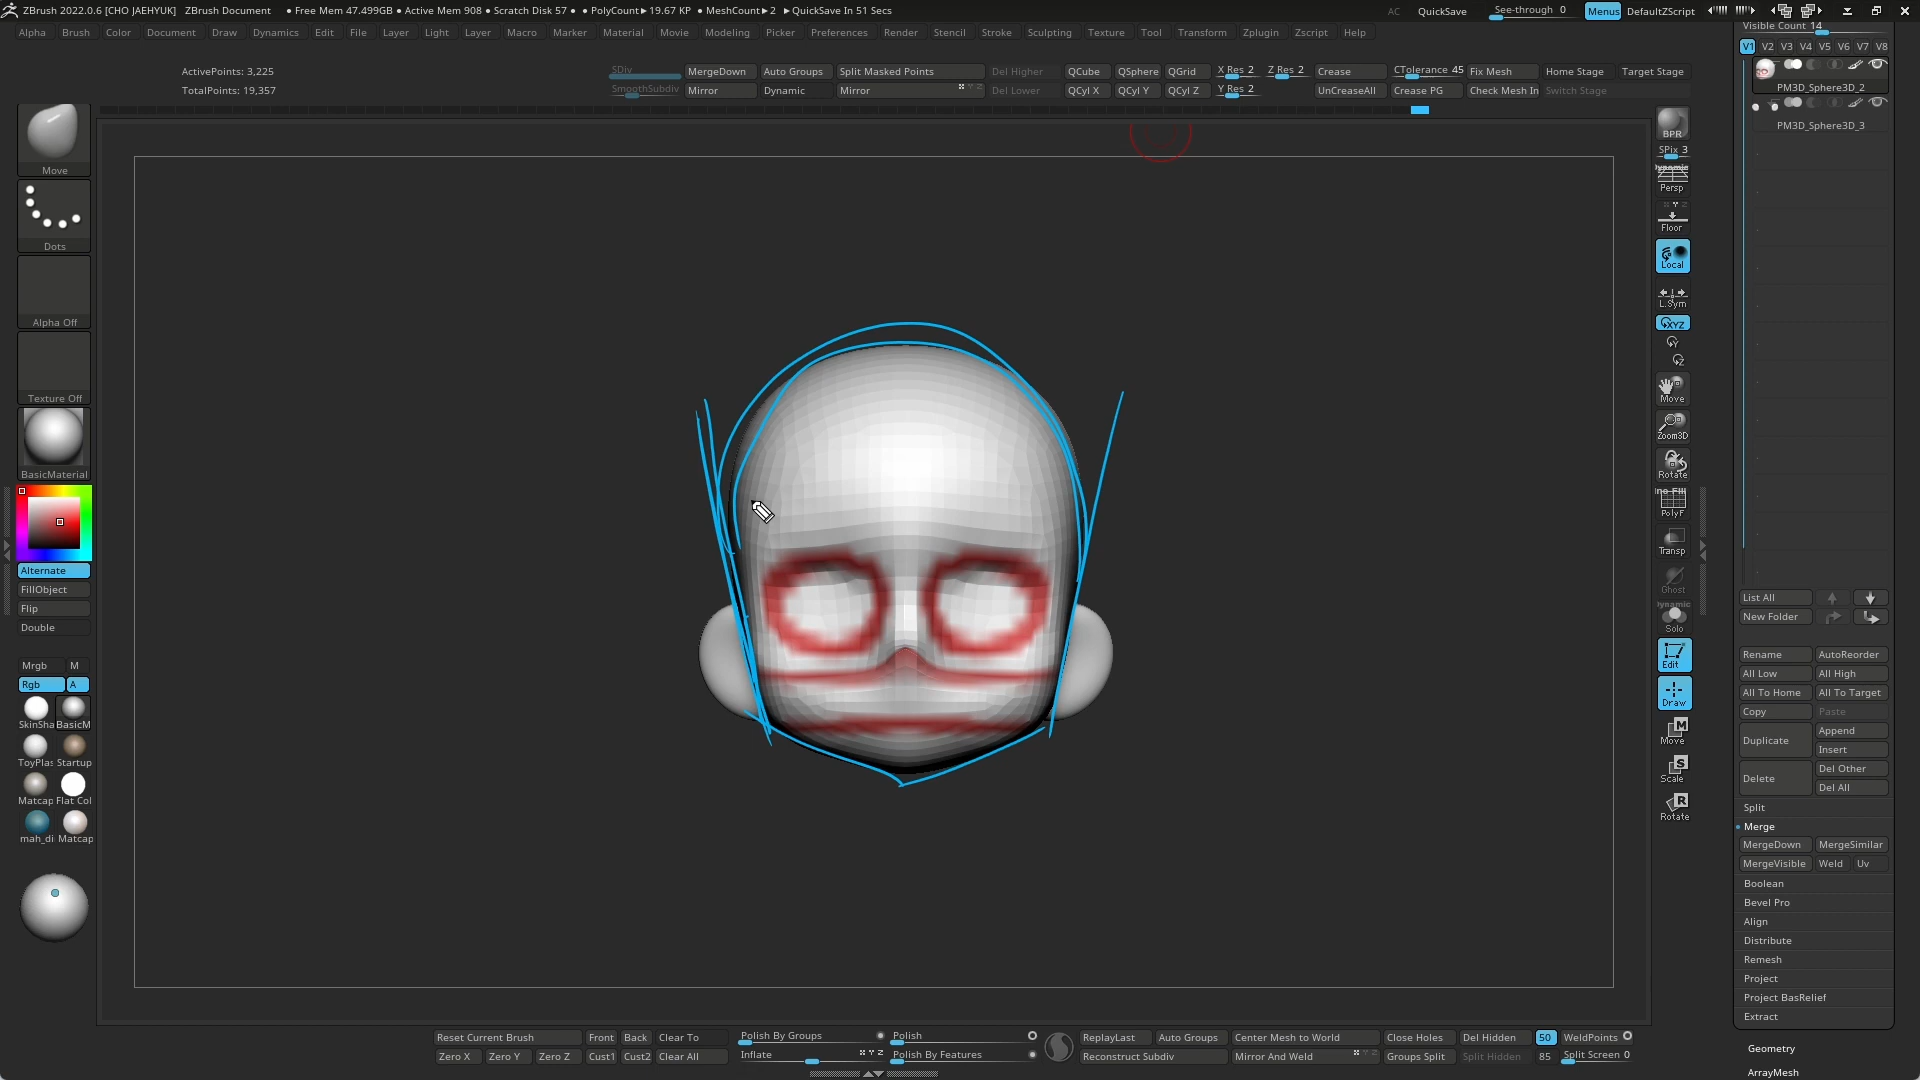 ZBrush 2022.0.6 [CHO JAEHYUK] ZBrush Document • Free Mem 47.499GB • Active Mem 908 • Scratch Disk 57 • • PolyCount▸19.67 KP • MeshCount▸2 ▸QuickSave In 51 Secs AC QuickSave See-through 0 Menus DefaultZScript
Alpha Brush Color Document Draw Dynamics Edit File Layer Light Layer Macro Marker Material Movie Modeling Picker Preferences Render Stencil Stroke Sculpting Texture Tool Transform Zplugin Zscript Help
ActivePoints: 3,225
TotalPoints: 19,357
SDiv MergeDown Auto Groups Split Masked Points Del Higher QCube QSphere QGrid X Res 2 Z Res 2 Crease CTolerance 45 Fix Mesh Home Stage Target Stage
SmoothSubdiv Mirror Dynamic Mirror Del Lower QCyl X QCyl Y QCyl Z Y Res 2 UnCreaseAll Crease PG Check Mesh In Switch Stage
Move
Dots
Alpha Off
Texture Off
BasicMaterial
Alternate
FillObject
Flip
Double
Mrgb M
Rgb A
SkinSha BasicM
ToyPlas Startup
Matcap Flat Col
mah_di Matcap
BPR
SPix 3
Dynamic
Persp
Floor
Local
L.Sym
XYZ
Move
Zoom3D
Rotate
PolyF
Transp
Ghost
Dynamic
Solo
Edit
Draw
Move
Scale
Rotate
Visible Count 14
V1 V2 V3 V4 V5 V6 V7 V8
PM3D_Sphere3D_2
PM3D_Sphere3D_3
List All
New Folder
Rename AutoReorder
All Low All High
All To Home All To Target
Copy Paste
Duplicate Append
Insert
Delete Del Other
Del All
Split
Merge
MergeDown MergeSimilar
MergeVisible Weld Uv
Boolean
Bevel Pro
Align
Distribute
Remesh
Project
Project BasRelief
Extract
Geometry
ArrayMesh
Reset Current Brush Front Back Clear To Polish By Groups Polish ReplayLast Auto Groups Center Mesh to World Close Holes Del Hidden 50 WeldPoints
Zero X Zero Y Zero Z Cust1 Cust2 Clear All Inflate Polish By Features Reconstruct Subdiv Mirror And Weld Groups Split Split Hidden 85 Split Screen 0